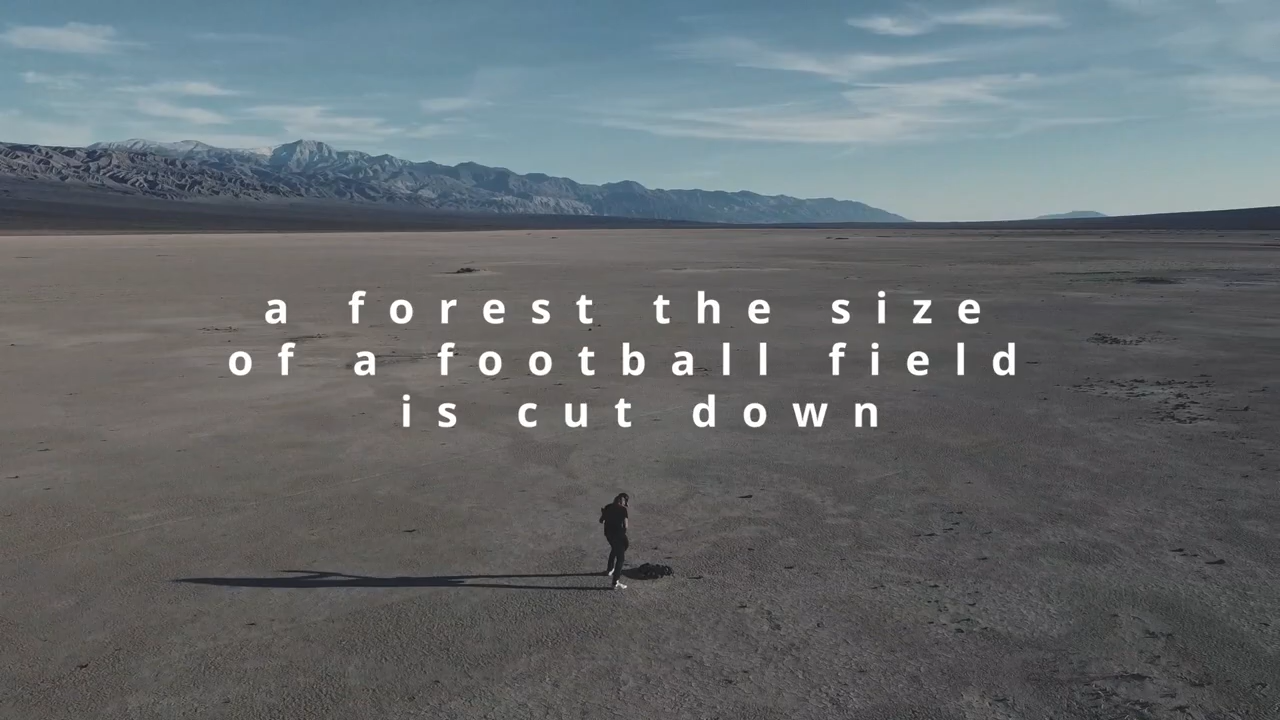 a forest the size
of a football field
is cut down